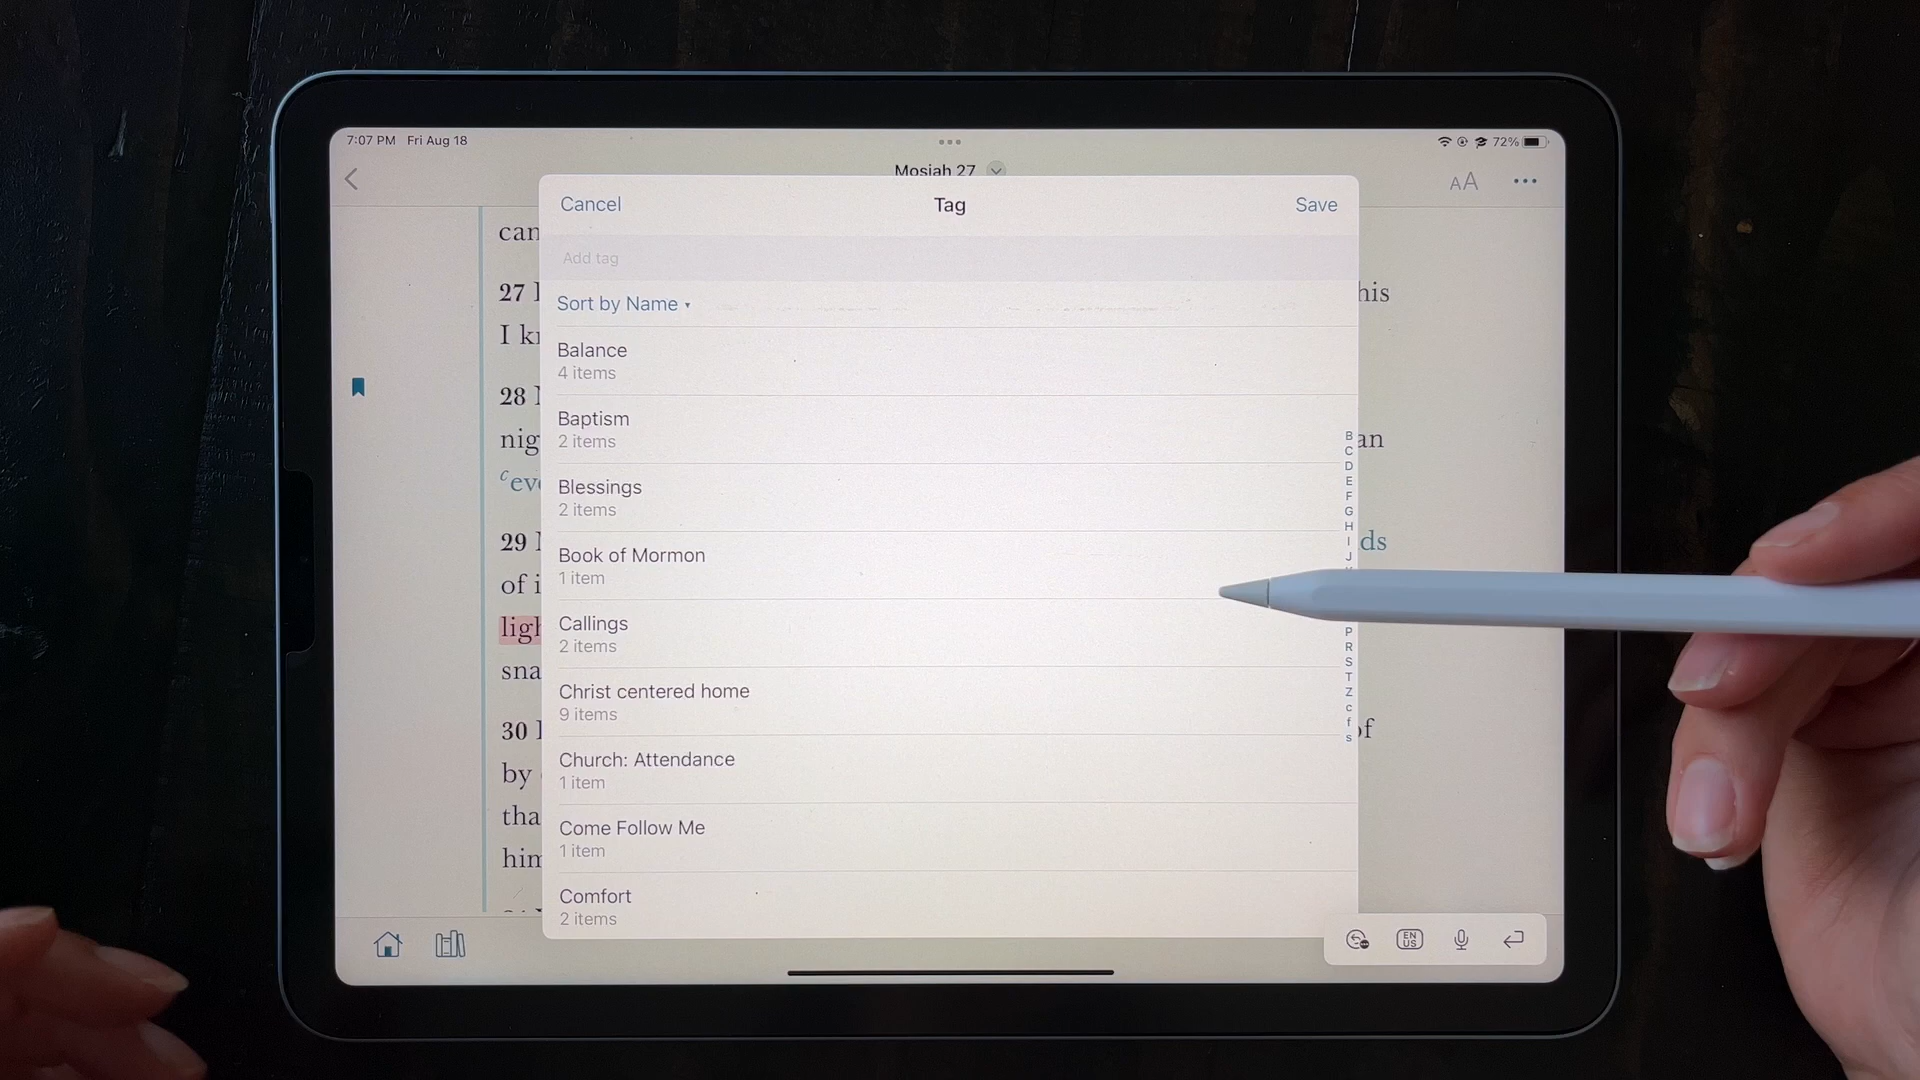 7:07 PM Fri Aug 18
72%
Mosiah 27
AA
Cancel
Tag
Save
can
Add tag
27
his
Sort by Name
I
Balance
4 items
28
Baptism
2 items
nig
an
B
C
D
E
F
G
H
I
J
P
R
S
T
Z
c
f
s
Blessings
2 items
c ev
29
ds
Book of Mormon
1 item
of i
Callings
2 items
ligh
sna
Christ centered home
9 items
30
of
Church: Attendance
1 item
by
tha
Come Follow Me
1 item
him
Comfort
2 items
EN
US